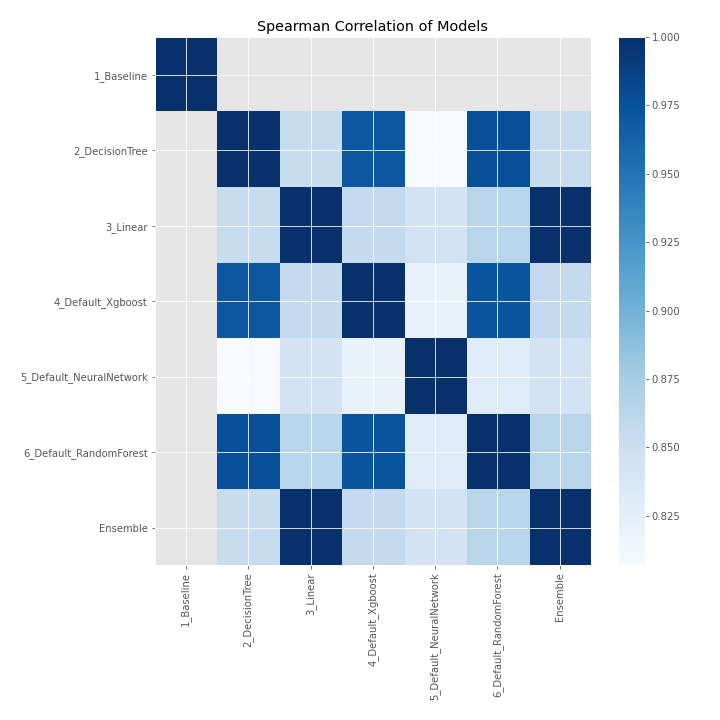 Spearman Correlation of Models
1_Baseline
2_DecisionTree
3_Linear
4_Default_Xgboost
5_Default_NeuralNetwork
6_Default_RandomForest
Ensemble
1_Baseline
2_DecisionTree
3_Linear
4_Default_Xgboost
5_Default_NeuralNetwork
6_Default_RandomForest
Ensemble
1.000
0.975
0.950
0.925
0.900
0.875
0.850
0.825